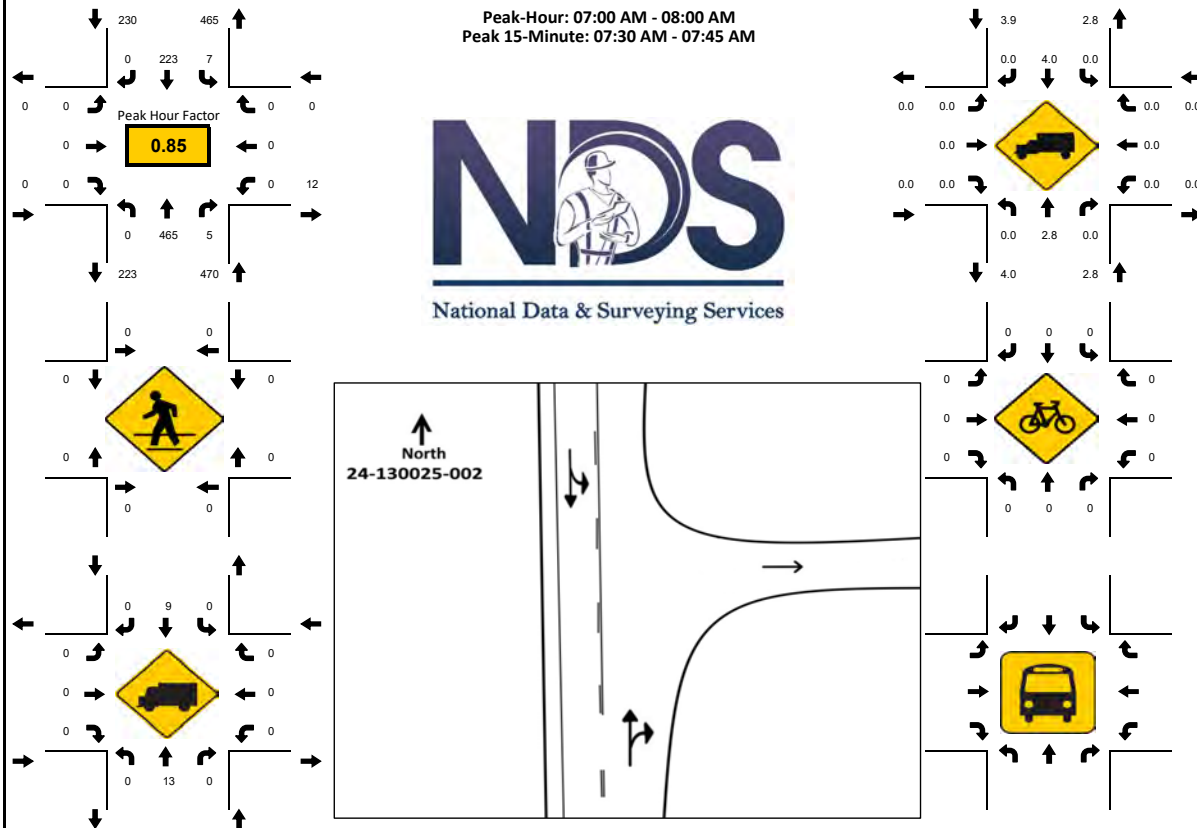 Peak-Hour: 07:00 AM - 08:00 AM
Peak 15-Minute: 07:30 AM - 07:45 AM
230 465
0 223 7
0 0 0 0
Peak Hour Factor
0 0.85 0
0 0 0 12
0 465 5
223 470
3.9 2.8
0.0 4.0 0.0
0.0 0.0 0.0 0.0
0.0 0.0
0.0 0.0 0.0 0.0
0.0 2.8 0.0
4.0 2.8
NDS
National Data & Surveying Services
0 0
0 0
0 0
0 0
North
24-130025-002
0 0 0
0 0
0 0
0 0
0 0 0
0 9 0
0 0
0 0
0 0
0 13 0